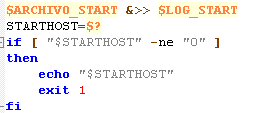 $ARCHIVO_START &>> $LOG_START
STARTHOST=$?
if [ "$STARTHOST" -ne "0" ]
then
echo "$STARTHOST"
exit 1
fi